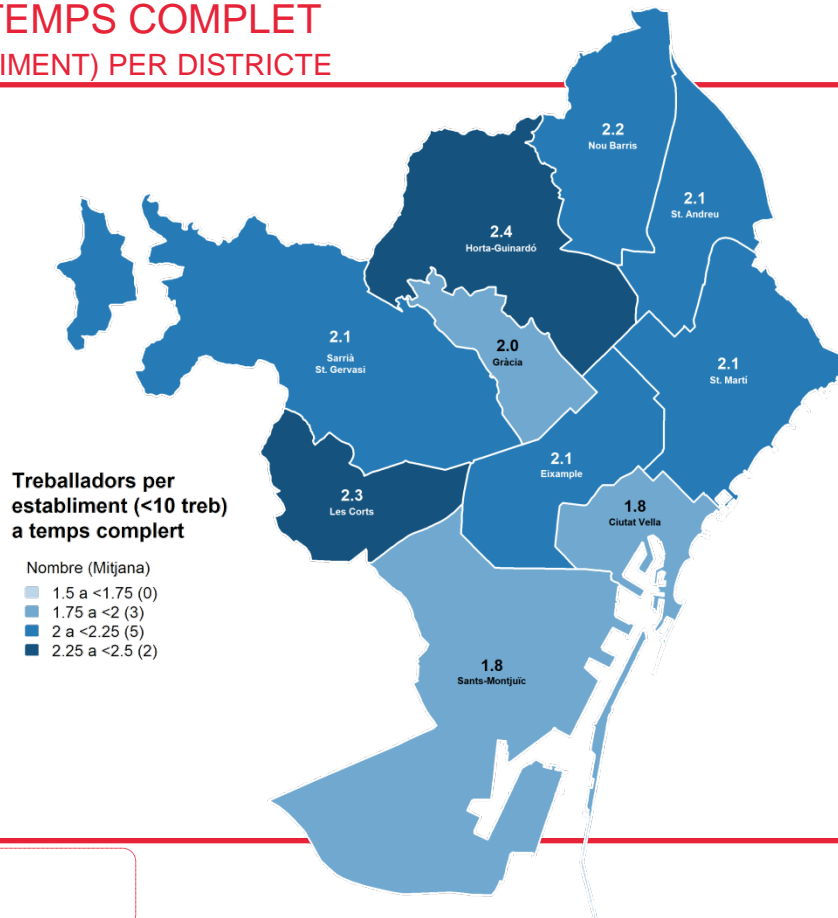 TEMPS COMPLET
IMENT) PER DISTRICTE
2.2
Nou Barris
2.1
St. Andreu
2.4
Horta-Guinardó
2.1
Sarrià
St. Gervasi
2.0
Gràcia
2.1
St. Martí
2.1
Eixample
2.3
Les Corts
1.8
Ciutat Vella
1.8
Sants-Montjuïc
Treballadors per
establiment (<10 treb)
a temps complert
Nombre (Mitjana)
1.5 a <1.75 (0)
1.75 a <2 (3)
2 a <2.25 (5)
2.25 a <2.5 (2)